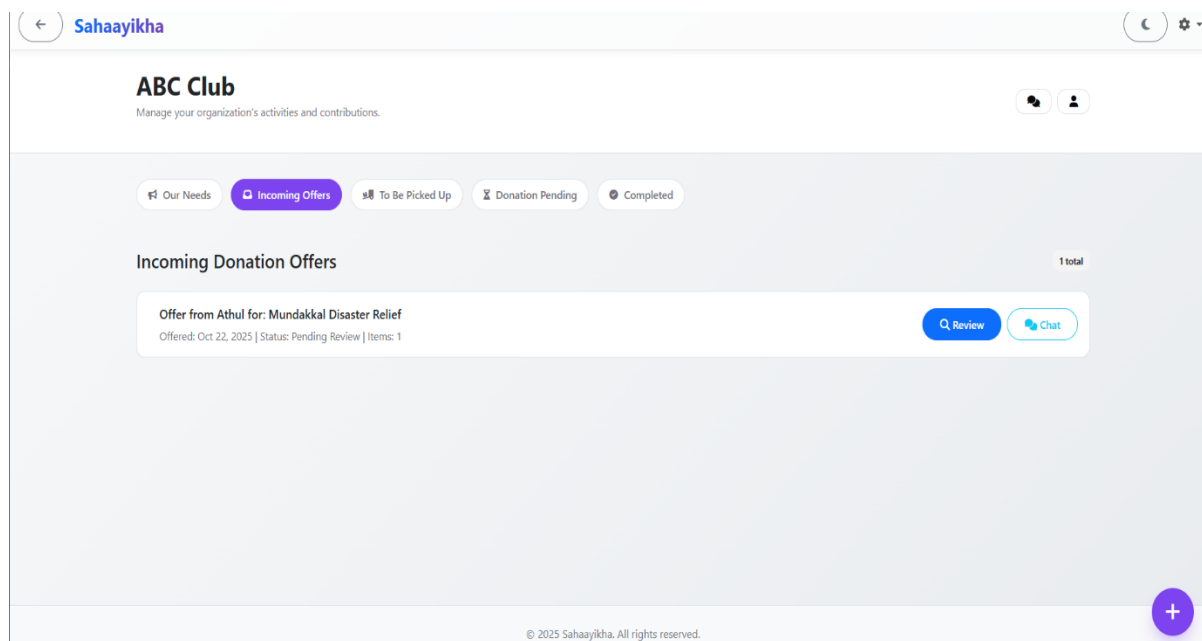 Sahaayikha
ABC Club
Manage your organization's activities and contributions.
Our Needs
Incoming Offers
To Be Picked Up
Donation Pending
Completed
Incoming Donation Offers
1 total
Offer from Athul for: Mundakkal Disaster Relief
Offered: Oct 22, 2025 | Status: Pending Review | Items: 1
Review
Chat
© 2025 Sahaayikha. All rights reserved.